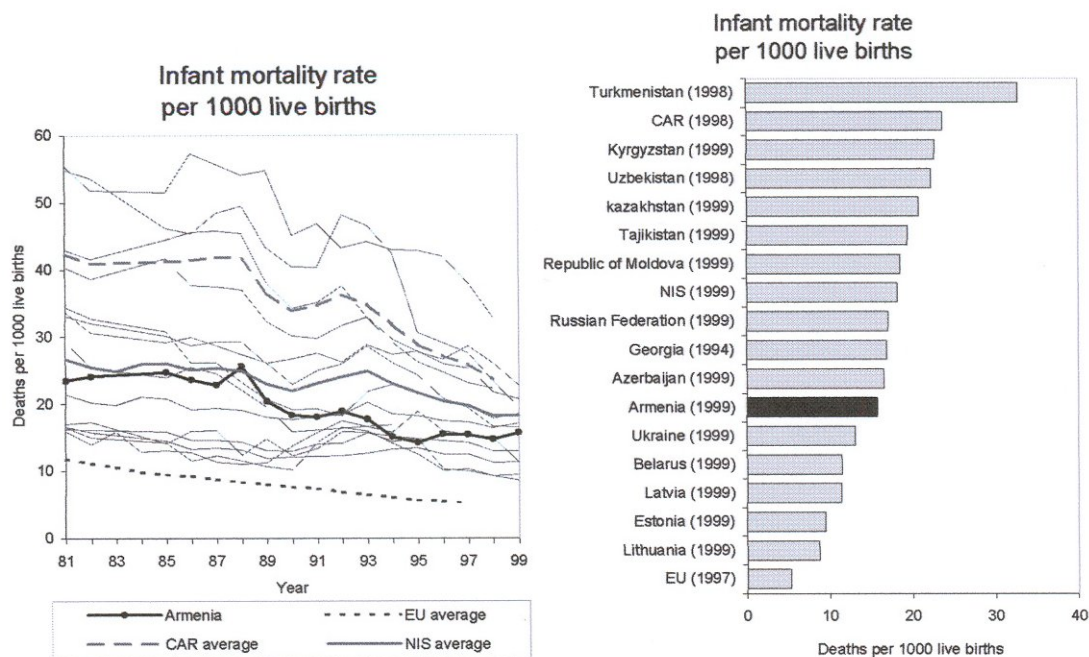 Infant mortality rate
per 1000 live births
60
50
40
30
20
10
0
Deaths per 1000 live births
81 83 85 87 89 91 93 95 97 99
Year
Armenia
EU average
CAR average
NIS average
Infant mortality rate
per 1000 live births
Turkmenistan (1998)
CAR (1998)
Kyrgyzstan (1999)
Uzbekistan (1998)
kazakhstan (1999)
Tajikistan (1999)
Republic of Moldova (1999)
NIS (1999)
Russian Federation (1999)
Georgia (1994)
Azerbaijan (1999)
Armenia (1999)
Ukraine (1999)
Belarus (1999)
Latvia (1999)
Estonia (1999)
Lithuania (1999)
EU (1997)
0 10 20 30 40
Deaths per 1000 live births